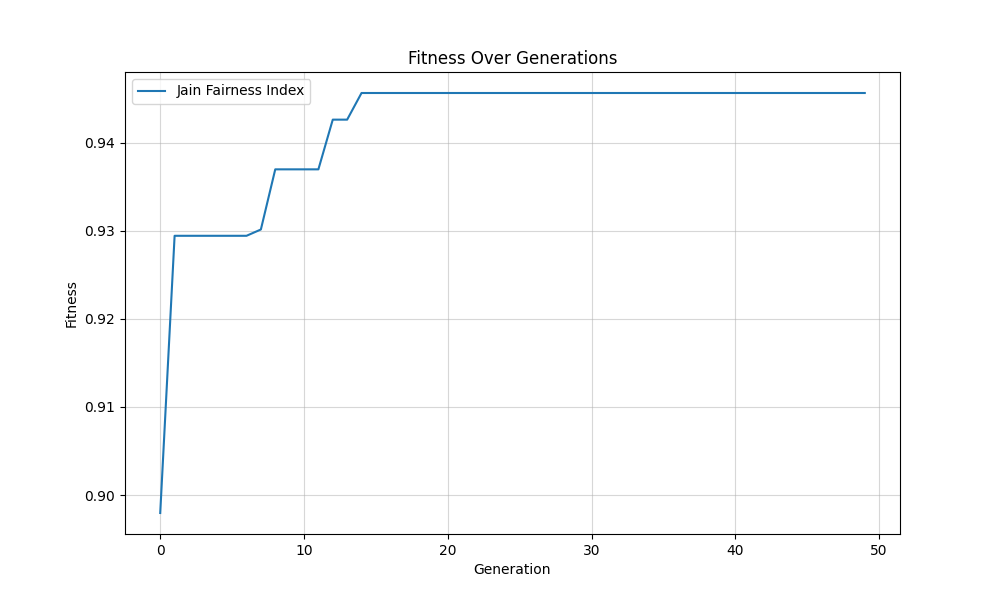 Fitness Over Generations
Jain Fairness Index
0.94
0.93
0.92
0.91
0.90
Fitness
0 10 20 30 40 50
Generation